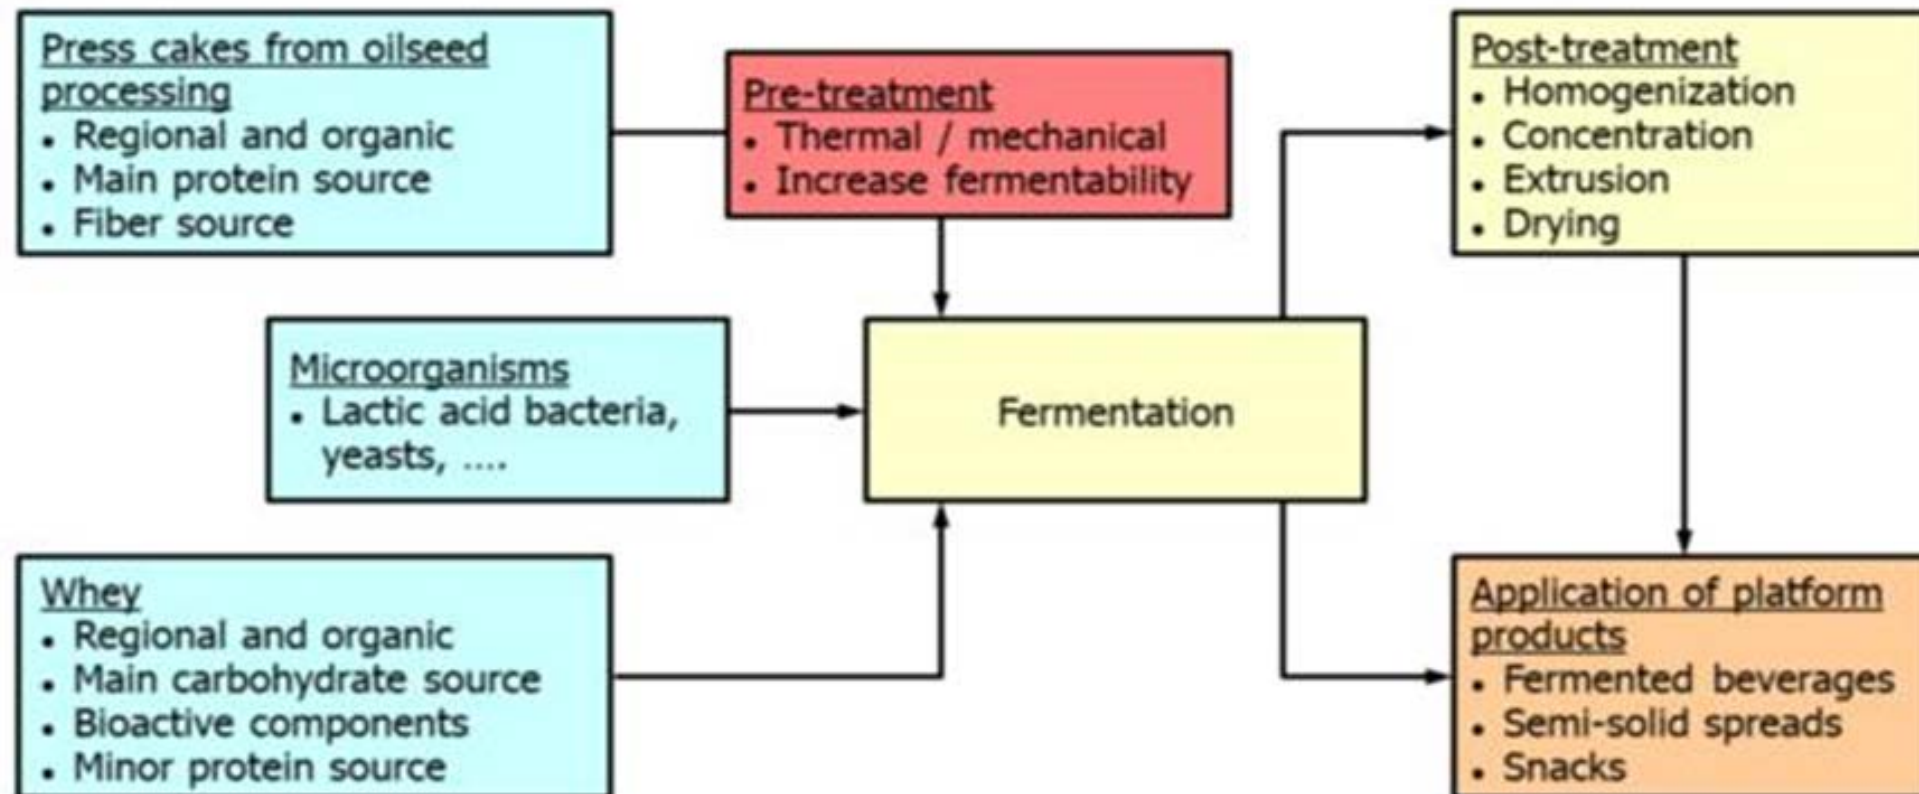 Press cakes from oilseed
processing
• Regional and organic
• Main protein source
• Fiber source
Pre-treatment
• Thermal / mechanical
• Increase fermentability
Post-treatment
• Homogenization
• Concentration
• Extrusion
• Drying
Microorganisms
• Lactic acid bacteria,
yeasts, ....
Fermentation
Whey
• Regional and organic
• Main carbohydrate source
• Bioactive components
• Minor protein source
Application of platform
products
• Fermented beverages
• Semi-solid spreads
• Snacks